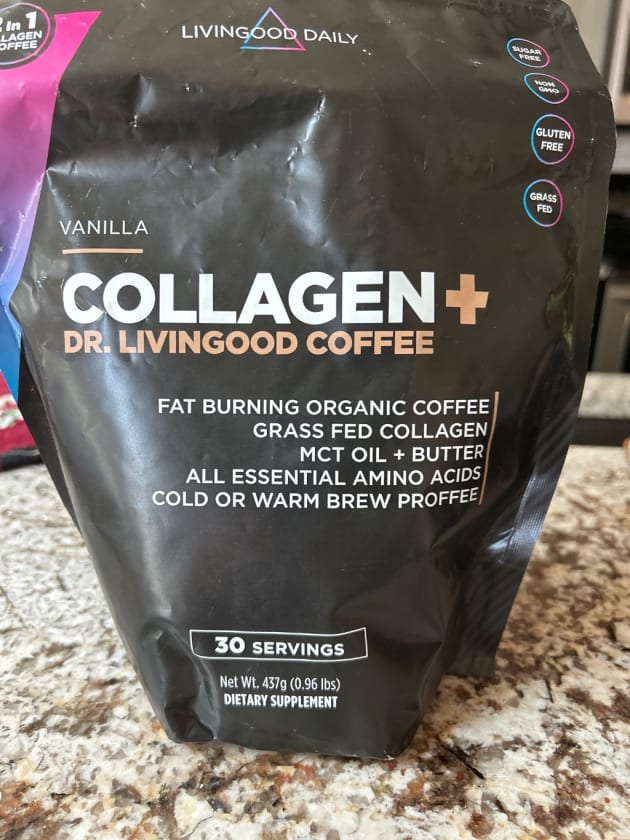 in 1
LIVINGOOD DAILY
SUGAR
FREE
NON
GMO
GLUTEN
FREE
GRASS
FED
VANILLA
COLLAGEN+
DR. LIVINGOOD COFFEE
FAT BURNING ORGANIC COFFEE
GRASS FED COLLAGEN
MCT OIL + BUTTER
ALL ESSENTIAL AMINO ACIDS
COLD OR WARM BREW PROFFEE
30 SERVINGS
Net Wt. 437g (0.96 lbs)
DIETARY SUPPLEMENT